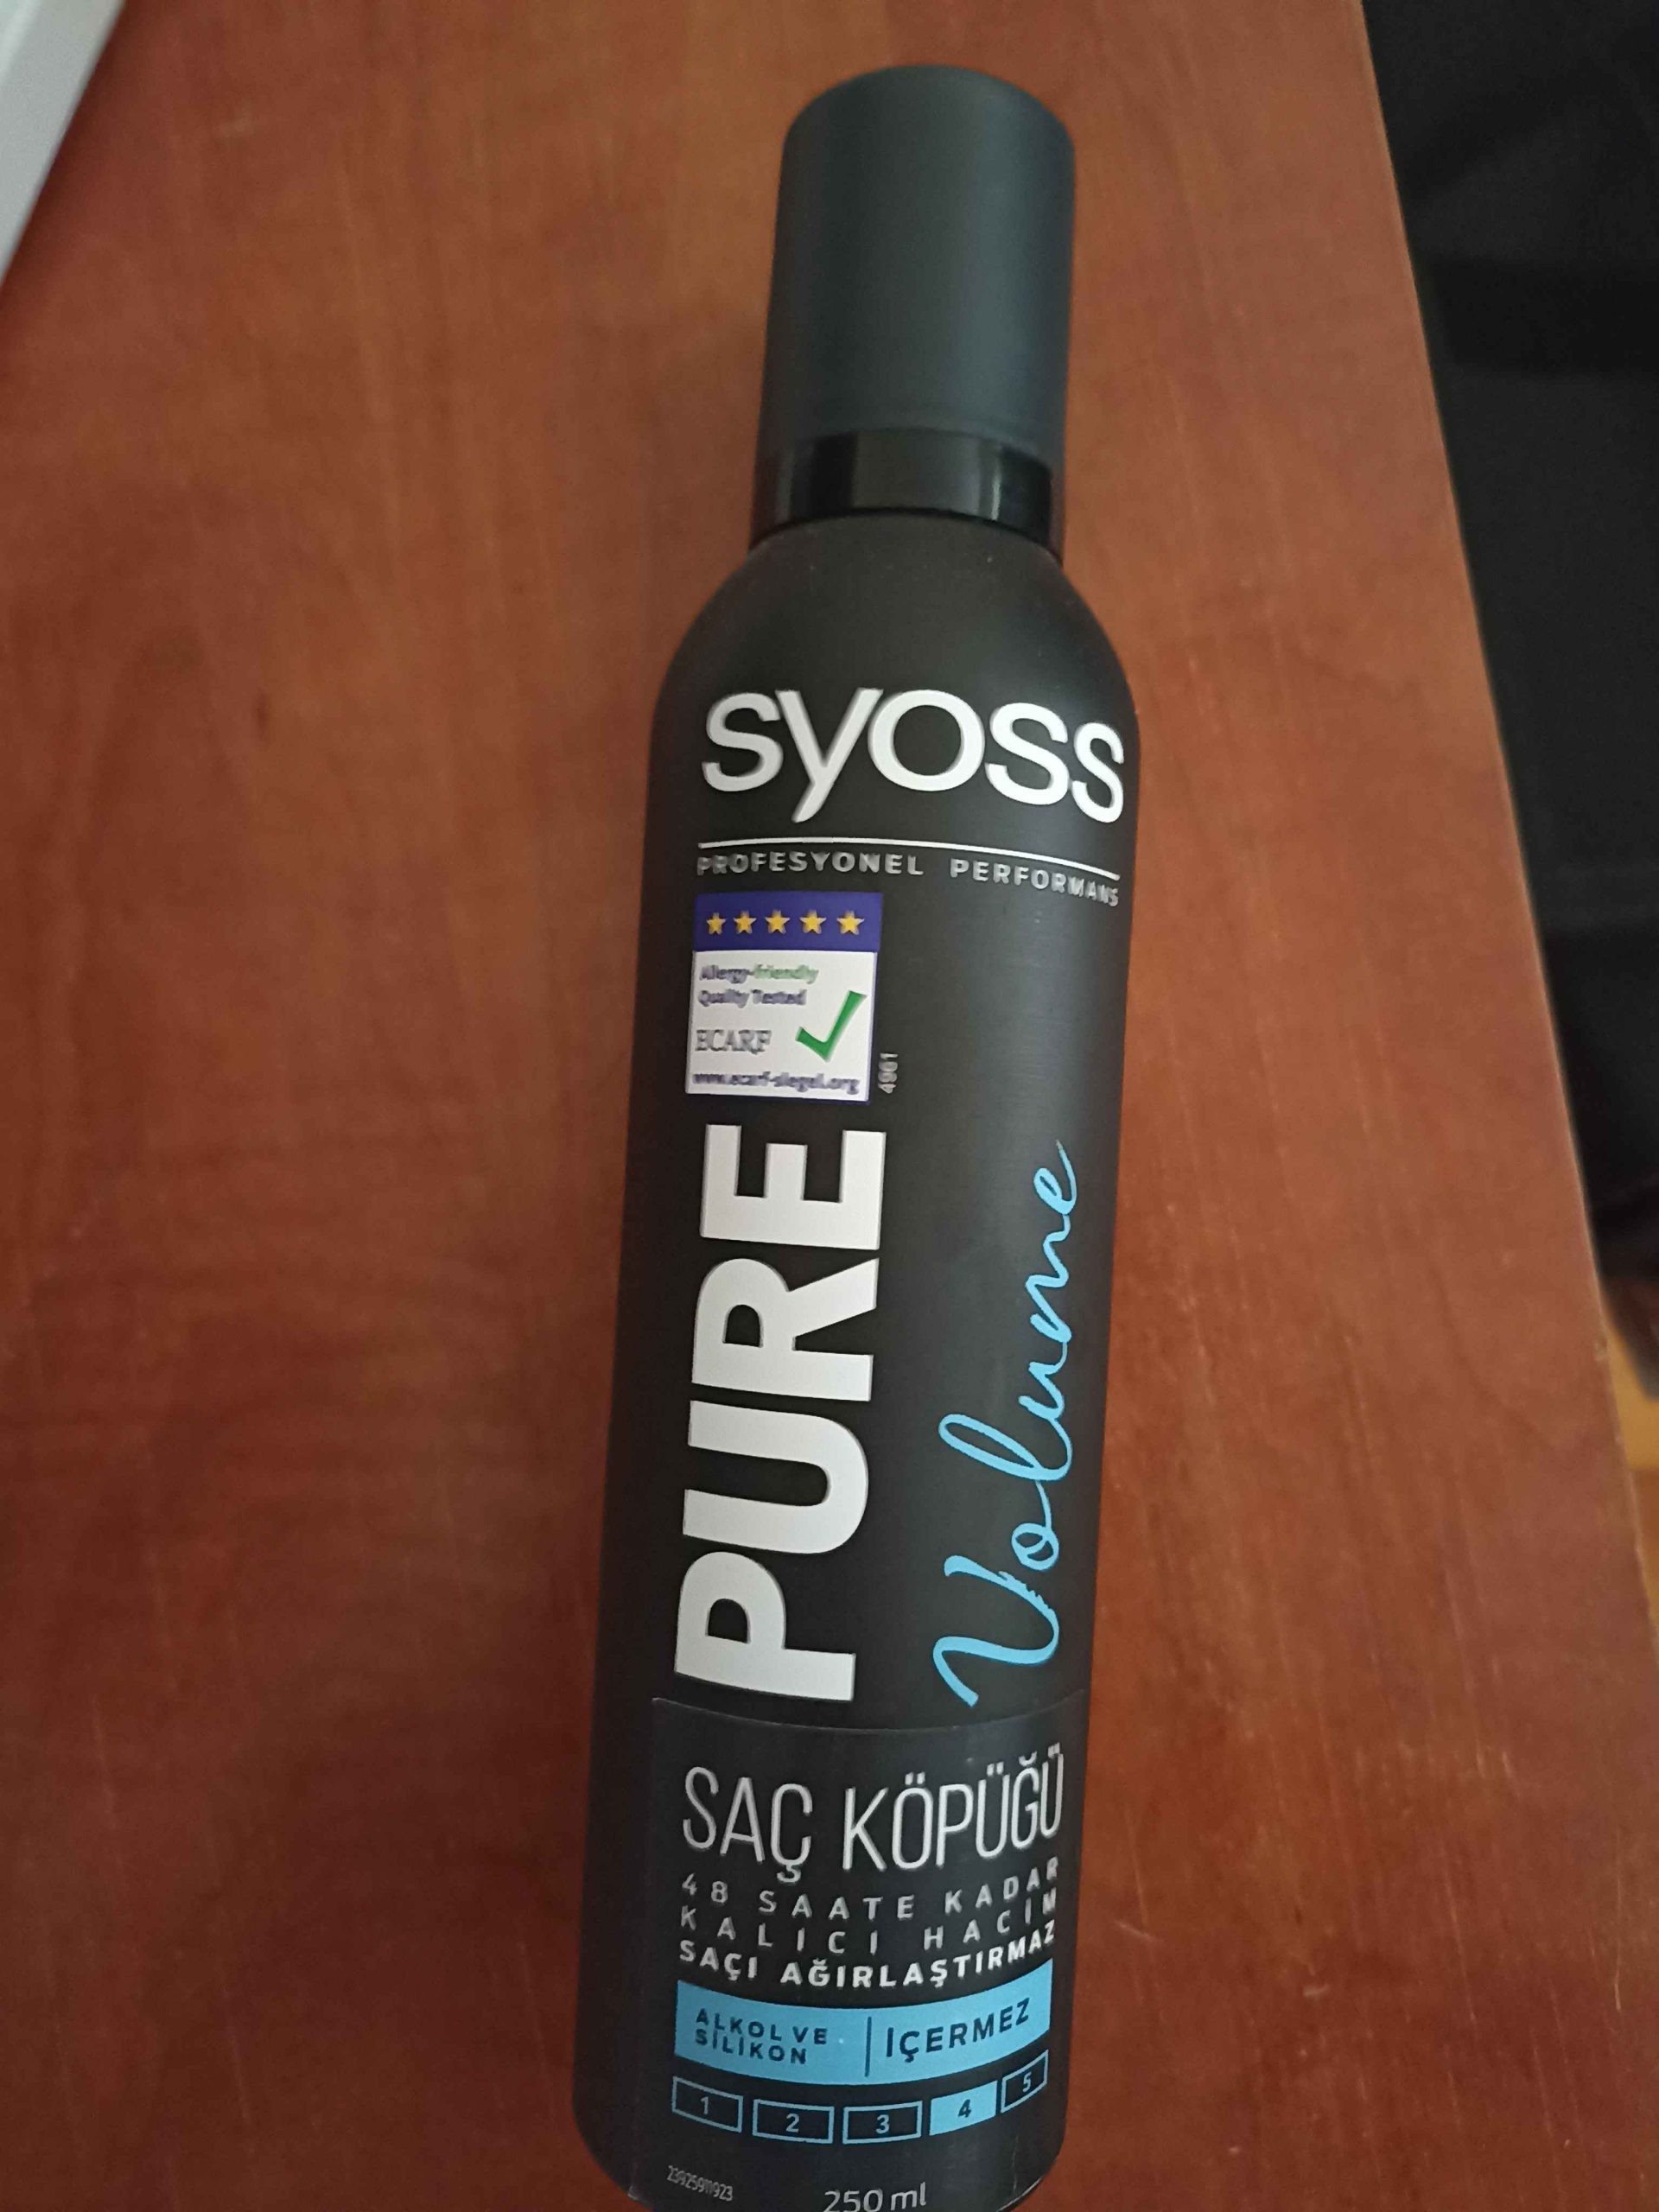 syoss
PROFESYONEL PERFORMANS
Allergy-friendly
Quality Tested
ECARF
www.ecarf-siegel.org
4961
PURE
Volume
SAÇ KÖPÜĞÜ
48 SAATE KADAR
KALICI HACİM
SAÇI AĞIRLAŞTIRMAZ
ALKOL VE
SİLİKON
İÇERMEZ
1 2 3 4 5
250 ml